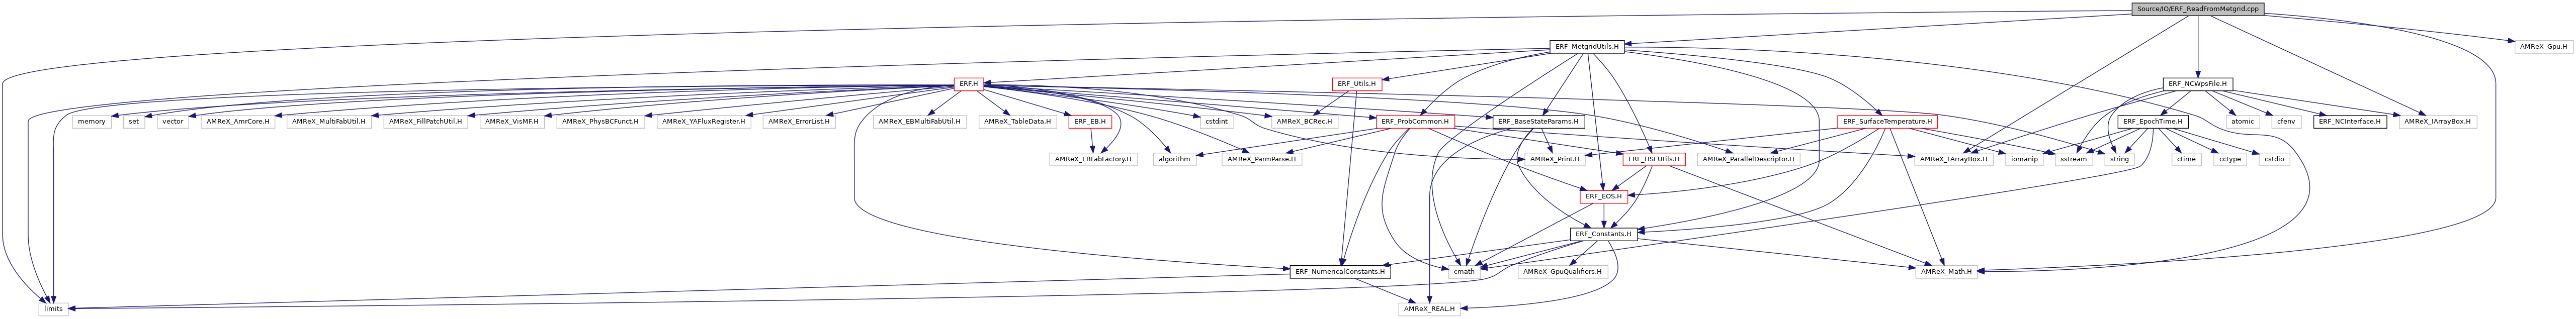 Source/IO/ERF_ReadFromMetgrid.cpp
ERF_MetgridUtils.H
AMReX_Gpu.H
ERF.H
ERF_Utils.H
ERF_NCWpsFile.H
memory
set
vector
AMReX_AmrCore.H
AMReX_MultiFabUtil.H
AMReX_FillPatchUtil.H
AMReX_VisMF.H
AMReX_PhysBCFunct.H
AMReX_YAFluxRegister.H
AMReX_ErrorList.H
AMReX_EBMultiFabUtil.H
AMReX_TableData.H
ERF_EB.H
cstdint
AMReX_BCRec.H
ERF_ProbCommon.H
ERF_BaseStateParams.H
ERF_SurfaceTemperature.H
ERF_EpochTime.H
atomic
cfenv
ERF_NCInterface.H
AMReX_IArrayBox.H
AMReX_EBFabFactory.H
algorithm
AMReX_ParmParse.H
AMReX_Print.H
ERF_HSEUtils.H
AMReX_ParallelDescriptor.H
AMReX_FArrayBox.H
iomanip
sstream
string
ctime
cctype
cstdio
ERF_EOS.H
ERF_Constants.H
ERF_NumericalConstants.H
cmath
AMReX_GpuQualifiers.H
AMReX_Math.H
limits
AMReX_REAL.H